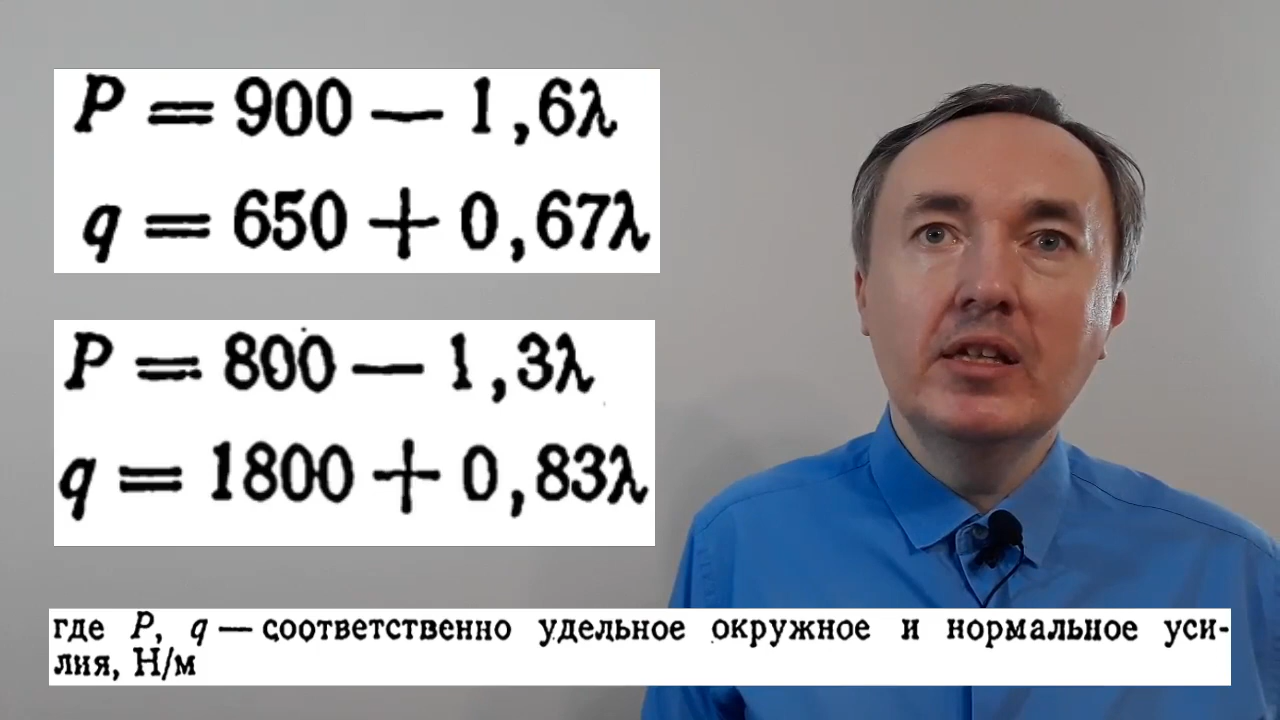 P = 900 — 1,6λ
q = 650 + 0,67λ
P = 800 — 1,3λ
q = 1800 + 0,83λ
где P, q — соответственно удельное окружное и нормальное уси-
лия, Н/м